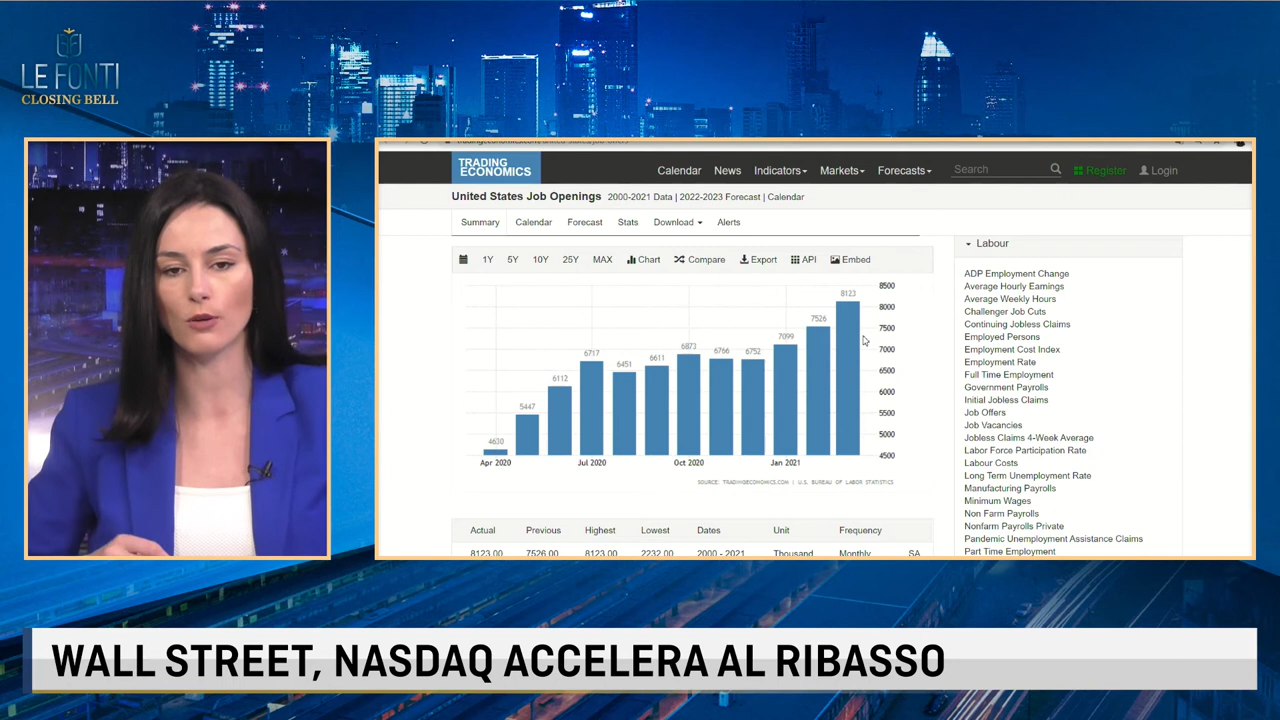 LE FONTI
CLOSING BELL
TRADING
ECONOMICS
Calendar News Indicators Markets Forecasts Search Register Login
United States Job Openings 2000-2021 Data | 2022-2023 Forecast | Calendar
Summary Calendar Forecast Stats Download Alerts
1Y 5Y 10Y 25Y MAX Chart Compare Export API Embed
8500
8000
7500
7000
6500
6000
5500
5000
4500
4630 5447 6112 6717 6451 6611 6873 6766 6752 7099 7526 8123
Apr 2020 Jul 2020 Oct 2020 Jan 2021
SOURCE: TRADINGECONOMICS.COM | U.S. BUREAU OF LABOR STATISTICS
Actual Previous Highest Lowest Dates Unit Frequency
8123.00 7526.00 8123.00 2232.00 2000 - 2021 Thousand Monthly SA
Labour
ADP Employment Change
Average Hourly Earnings
Average Weekly Hours
Challenger Job Cuts
Continuing Jobless Claims
Employed Persons
Employment Cost Index
Employment Rate
Full Time Employment
Government Payrolls
Initial Jobless Claims
Job Offers
Job Vacancies
Jobless Claims 4-Week Average
Labor Force Participation Rate
Labour Costs
Long Term Unemployment Rate
Manufacturing Payrolls
Minimum Wages
Non Farm Payrolls
Nonfarm Payrolls Private
Pandemic Unemployment Assistance Claims
Part Time Employment
WALL STREET, NASDAQ ACCELERA AL RIBASSO